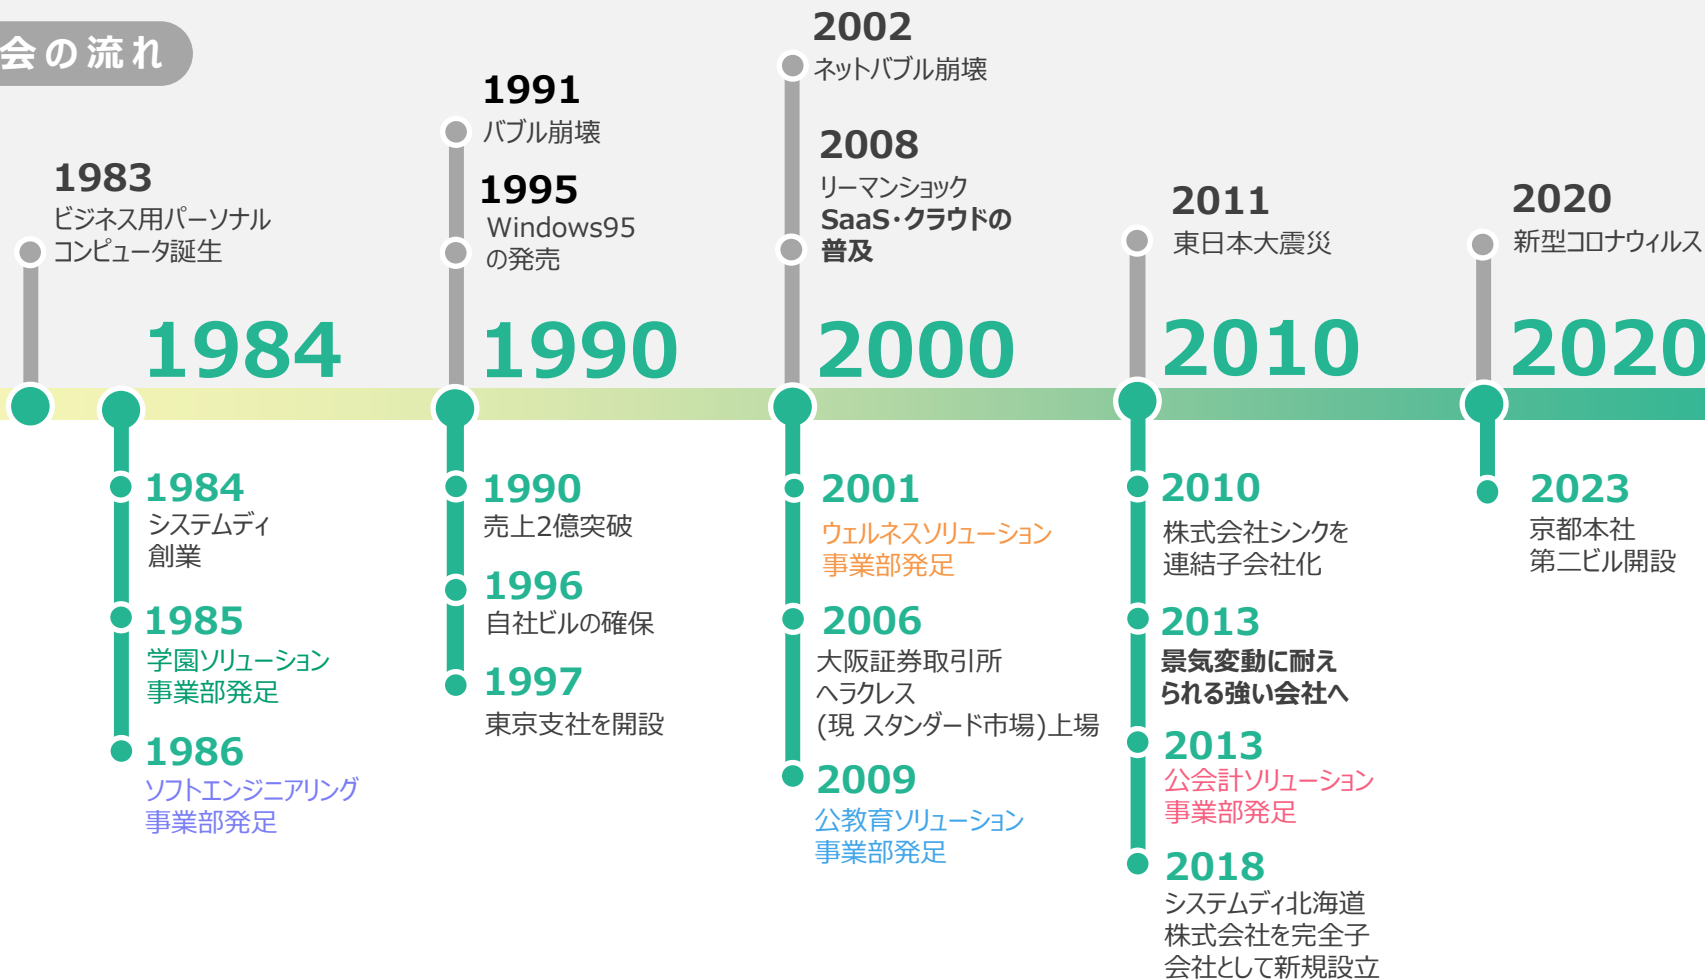 会の流れ
1983
ビジネス用パーソナル
コンピュータ誕生
1991
バブル崩壊
1995
Windows95
の発売
2002
ネットバブル崩壊
2008
リーマンショック
SaaS・クラウドの
普及
2011
東日本大震災
2020
新型コロナウィルス
1984
1990
2000
2010
2020
1984
システムディ
創業
1985
学園ソリューション
事業部発足
1986
ソフトエンジニアリング
事業部発足
1990
売上2億突破
1996
自社ビルの確保
1997
東京支社を開設
2001
ウェルネスソリューション
事業部発足
2006
大阪証券取引所
ヘラクレス
(現 スタンダード市場)上場
2009
公教育ソリューション
事業部発足
2010
株式会社シンクを
連結子会社化
2013
景気変動に耐え
られる強い会社へ
2013
公会計ソリューション
事業部発足
2018
システムディ北海道
株式会社を完全子
会社として新規設立
2023
京都本社
第二ビル開設